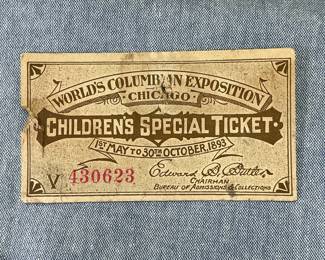 WORLD'S COLUMBIAN EXPOSITION
CHICAGO
CHILDREN'S SPECIAL TICKET
1ST MAY TO 30TH OCTOBER, 1893
V 430623
Edward B. Butler
CHAIRMAN
BUREAU OF ADMISSIONS & COLLECTIONS